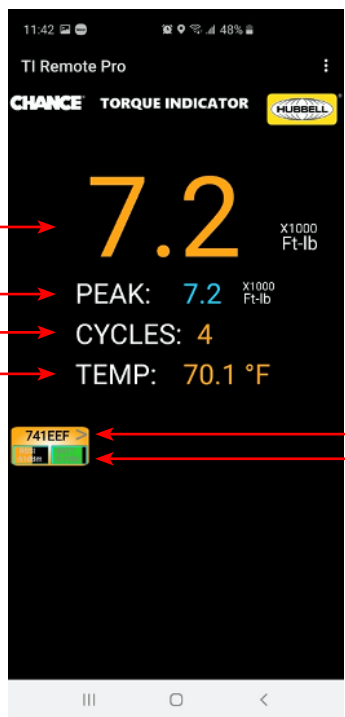 11:42 48%
TI Remote Pro
CHANCE TORQUE INDICATOR HUBBELL
7.2 X1000 Ft-lb
PEAK: 7.2 X1000 Ft-lb
CYCLES: 4
TEMP: 70.1 °F
741EEF >